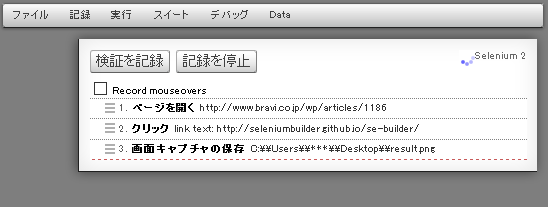 ファイル 記録 実行 スイート デバッグ Data
検証を記録 記録を停止 Selenium 2
Record mouseovers
1. ページを開く http://www.bravi.co.jp/wp/articles/1186
2. クリック link text: http://seleniumbuilder.github.io/se-builder/
3. 画面キャプチャの保存 C:¥¥Users¥¥***¥¥Desktop¥¥result.png